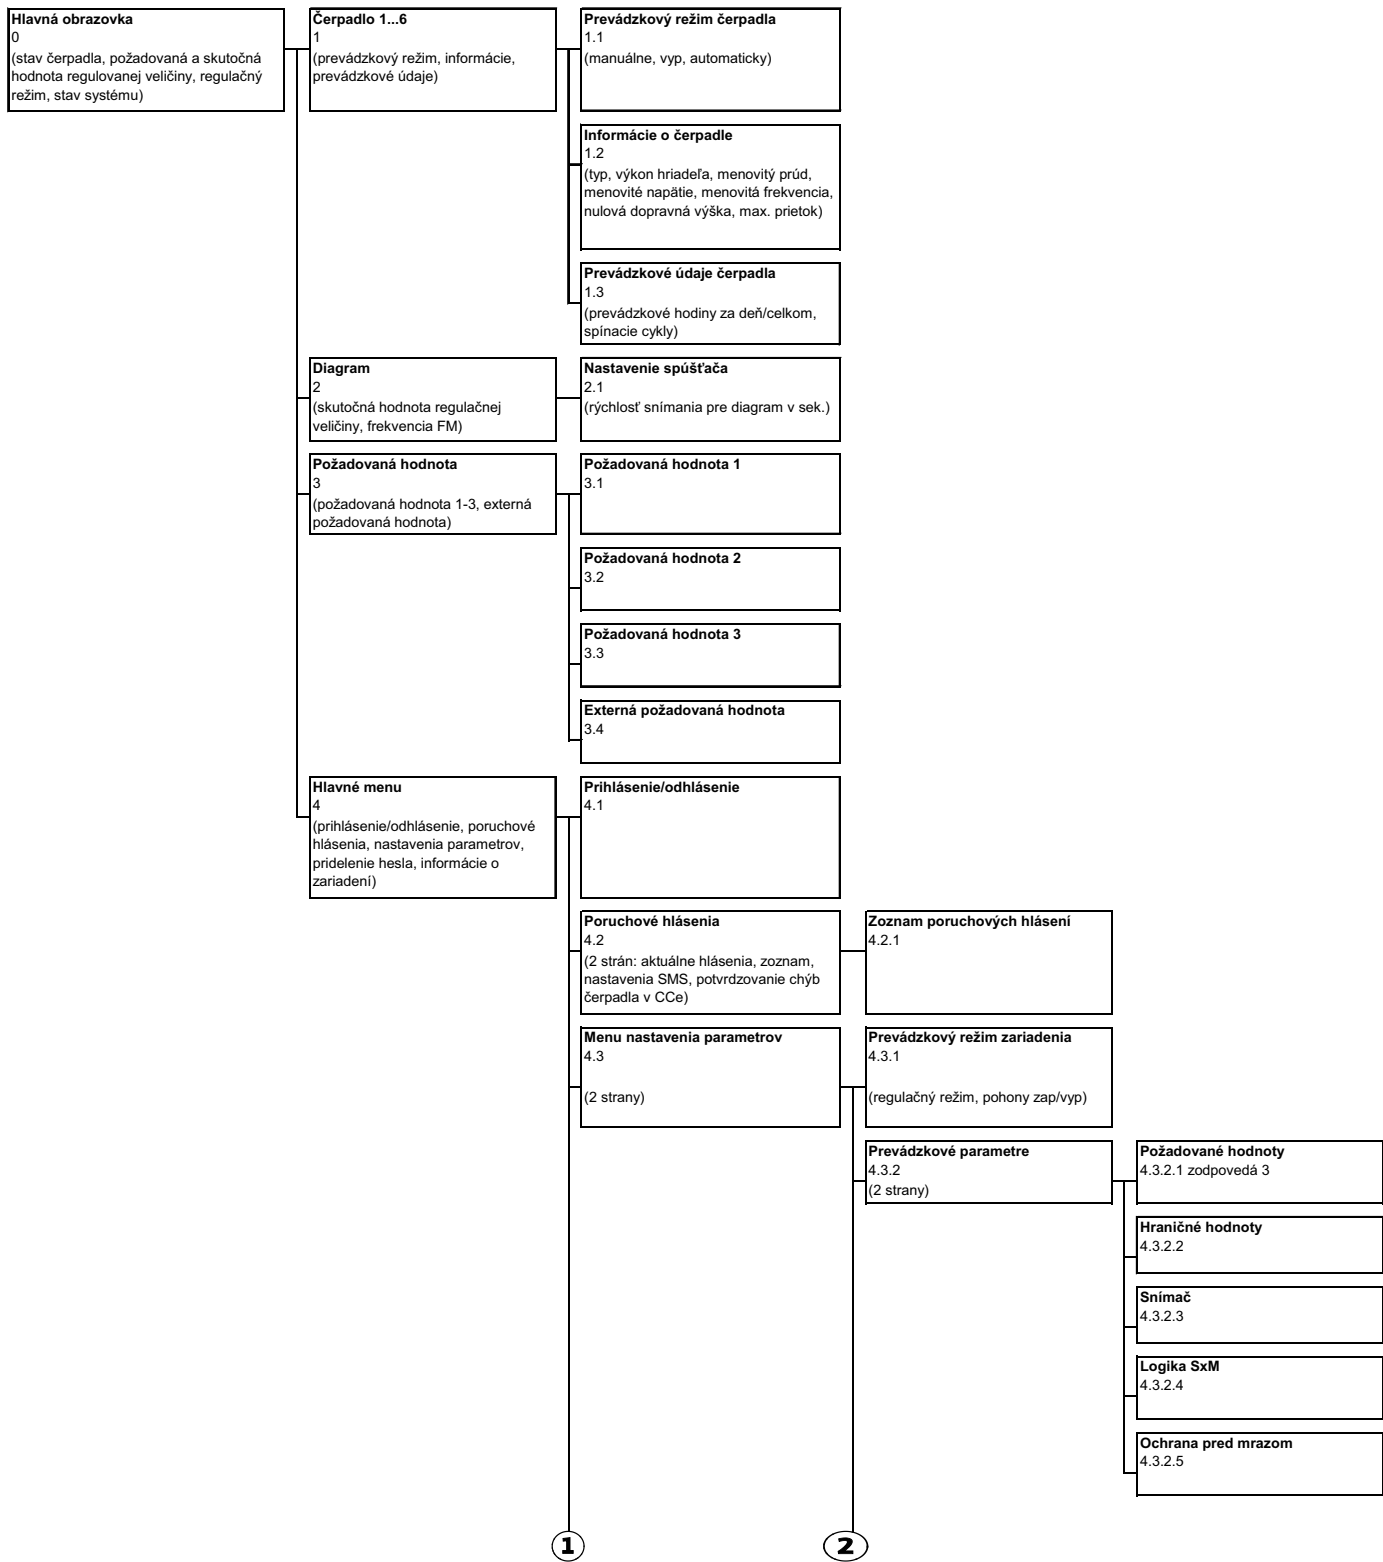 Hlavná obrazovka
0
(stav čerpadla, požadovaná a skutočná
hodnota regulovanej veličiny, regulačný
režim, stav systému)
Čerpadlo 1...6
1
(prevádzkový režim, informácie,
prevádzkové údaje)
Prevádzkový režim čerpadla
1.1
(manuálne, vyp, automaticky)
Informácie o čerpadle
1.2
(typ, výkon hriadeľa, menovitý prúd,
menovité napätie, menovitá frekvencia,
nulová dopravná výška, max. prietok)
Prevádzkové údaje čerpadla
1.3
(prevádzkové hodiny za deň/celkom,
spínacie cykly)
Diagram
2
(skutočná hodnota regulačnej
veličiny, frekvencia FM)
Nastavenie spúšťača
2.1
(rýchlosť snímania pre diagram v sek.)
Požadovaná hodnota
3
(požadovaná hodnota 1-3, externá
požadovaná hodnota)
Požadovaná hodnota 1
3.1
Požadovaná hodnota 2
3.2
Požadovaná hodnota 3
3.3
Externá požadovaná hodnota
3.4
Hlavné menu
4
(prihlásenie/odhlásenie, poruchové
hlásenia, nastavenia parametrov,
pridelenie hesla, informácie o
zariadení)
Prihlásenie/odhlásenie
4.1
Poruchové hlásenia
4.2
(2 strán: aktuálne hlásenia, zoznam,
nastavenia SMS, potvrdzovanie chýb
čerpadla v CCe)
Zoznam poruchových hlásení
4.2.1
Menu nastavenia parametrov
4.3
(2 strany)
Prevádzkový režim zariadenia
4.3.1
(regulačný režim, pohony zap/vyp)
Prevádzkové parametre
4.3.2
(2 strany)
Požadované hodnoty
4.3.2.1 zodpovedá 3
Hraničné hodnoty
4.3.2.2
Snímač
4.3.2.3
Logika SxM
4.3.2.4
Ochrana pred mrazom
4.3.2.5
1
2